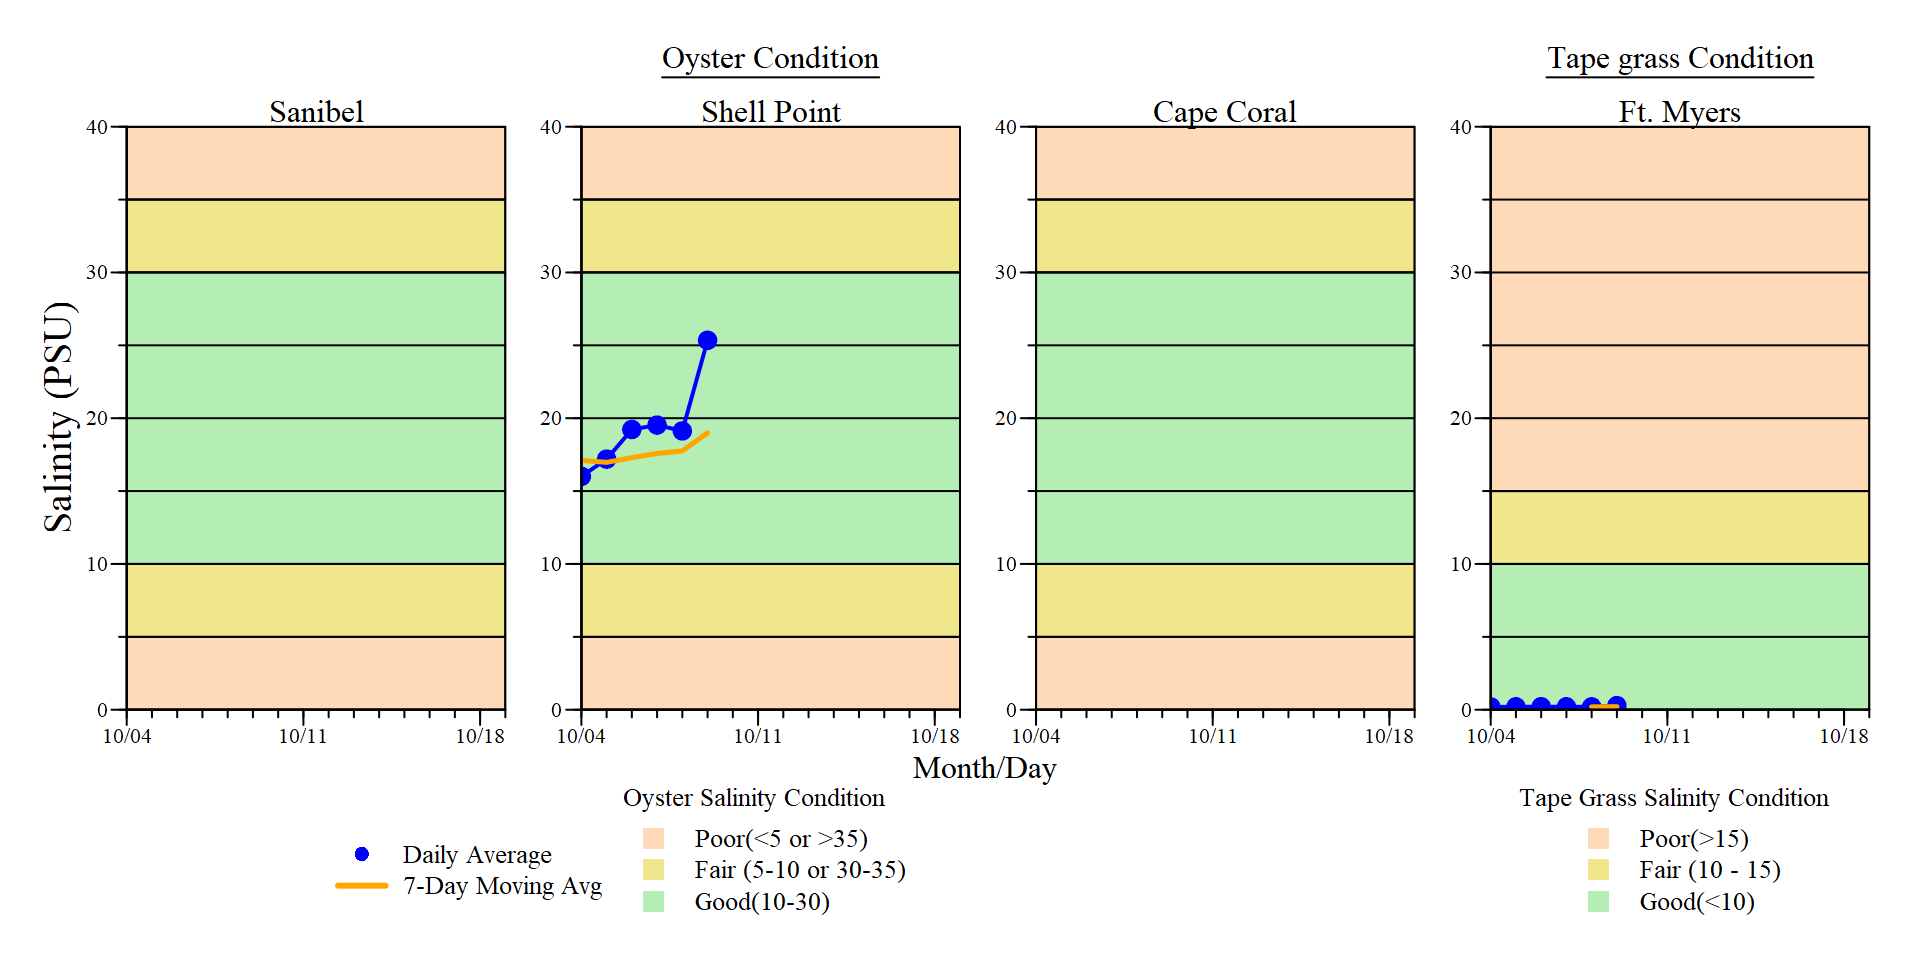 Oyster Condition
Tape grass Condition
Sanibel
Shell Point
Cape Coral
Ft. Myers
Salinity (PSU)
40
30
20
10
0
10/04 10/11 10/18
40
30
20
10
0
10/04 10/11 10/18
40
30
20
10
0
10/04 10/11 10/18
40
30
20
10
0
10/04 10/11 10/18
Month/Day
Daily Average
7-Day Moving Avg
Oyster Salinity Condition
Poor(<5 or >35)
Fair (5-10 or 30-35)
Good(10-30)
Tape Grass Salinity Condition
Poor(>15)
Fair (10 - 15)
Good(<10)